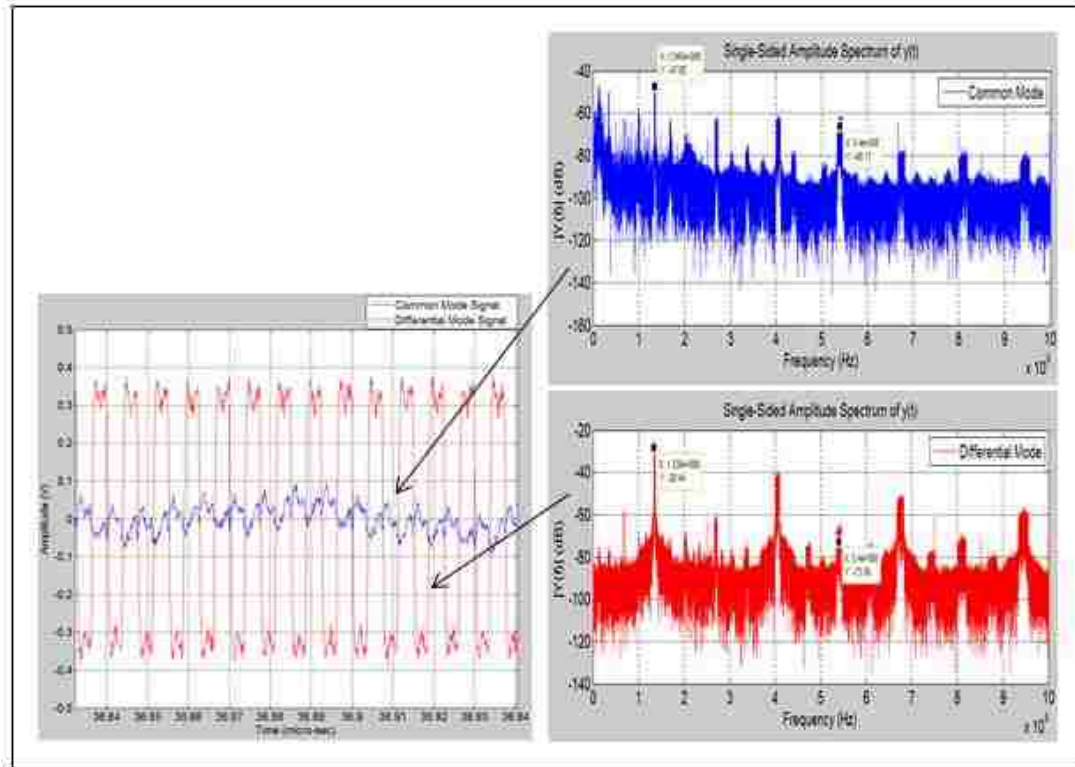 Single-Sided Amplitude Spectrum of y(t)
Common Mode
|Y(f)| (dB)
-40
-60
-80
-100
-120
-140
-160
0 1 2 3 4 5 6 7 8 9 10
Frequency (Hz)
Common Mode Signal
Differential Mode Signal
Amplitude (V)
0.5
0.4
0.3
0.2
0.1
0
-0.1
-0.2
-0.3
-0.4
-0.5
Time (micro-sec)
Single-Sided Amplitude Spectrum of y(t)
Differential Mode
|Y(f)| (dB)
-20
-40
-60
-80
-100
-120
-140
0 1 2 3 4 5 6 7 8 9 10
Frequency (Hz)